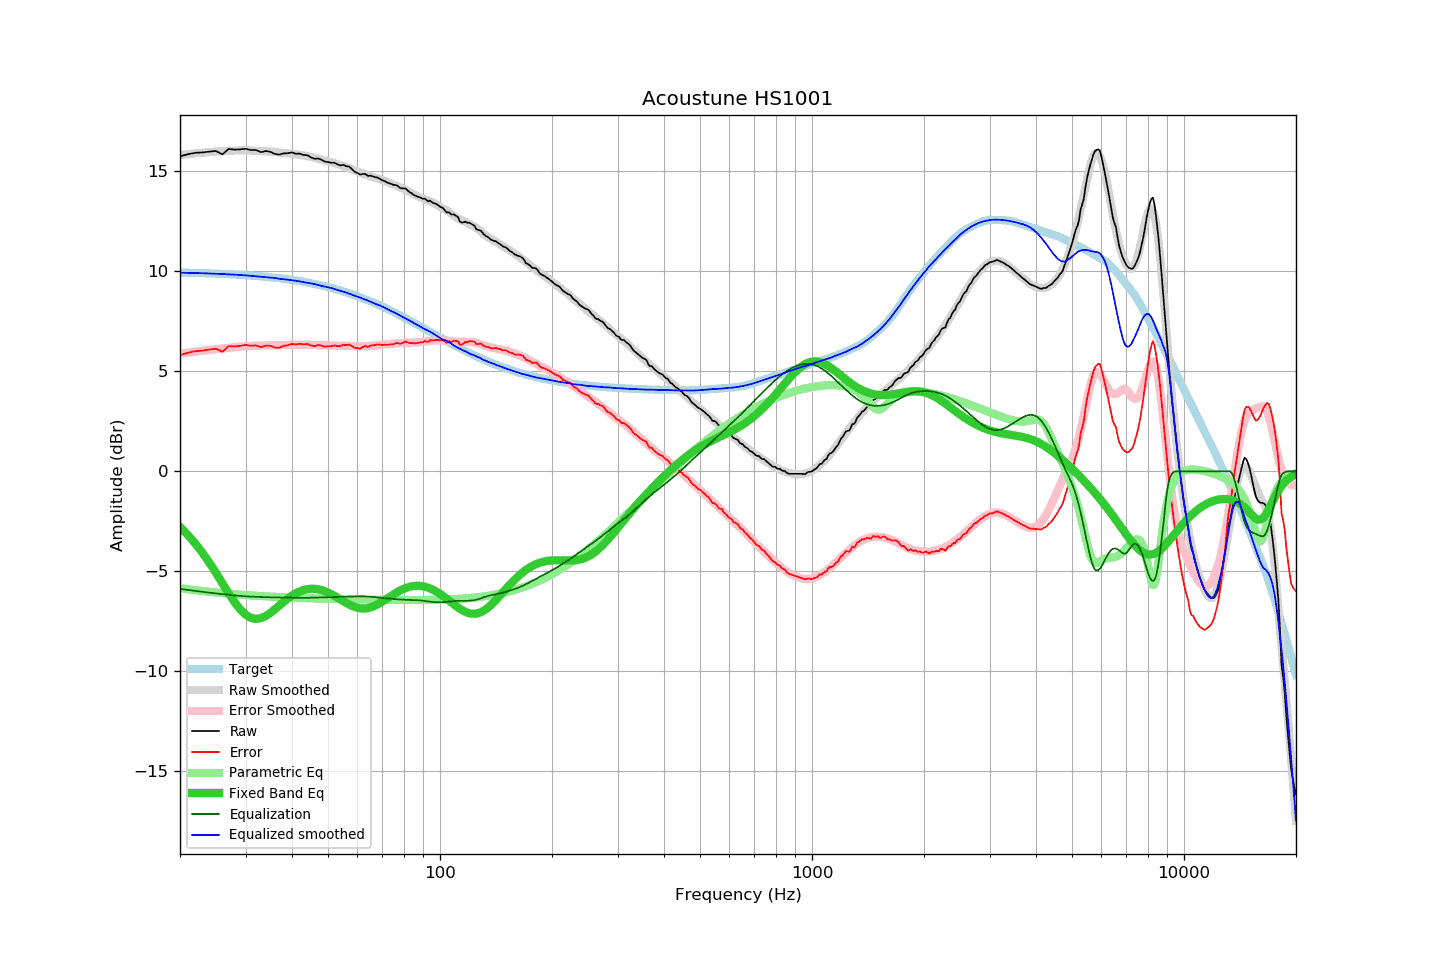 Acoustune HS1001
15
10
5
0
−5
−10
−15
Amplitude (dBr)
Target
Raw Smoothed
Error Smoothed
Raw
Error
Parametric Eq
Fixed Band Eq
Equalization
Equalized smoothed
100
1000
10000
Frequency (Hz)